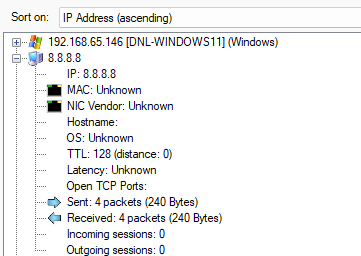 Sort on: IP Address (ascending)
192.168.65.146 [DNL-WINDOWS11] (Windows)
8.8.8.8
IP: 8.8.8.8
MAC: Unknown
NIC Vendor: Unknown
Hostname:
OS: Unknown
TTL: 128 (distance: 0)
Latency: Unknown
Open TCP Ports:
Sent: 4 packets (240 Bytes)
Received: 4 packets (240 Bytes)
Incoming sessions: 0
Outgoing sessions: 0